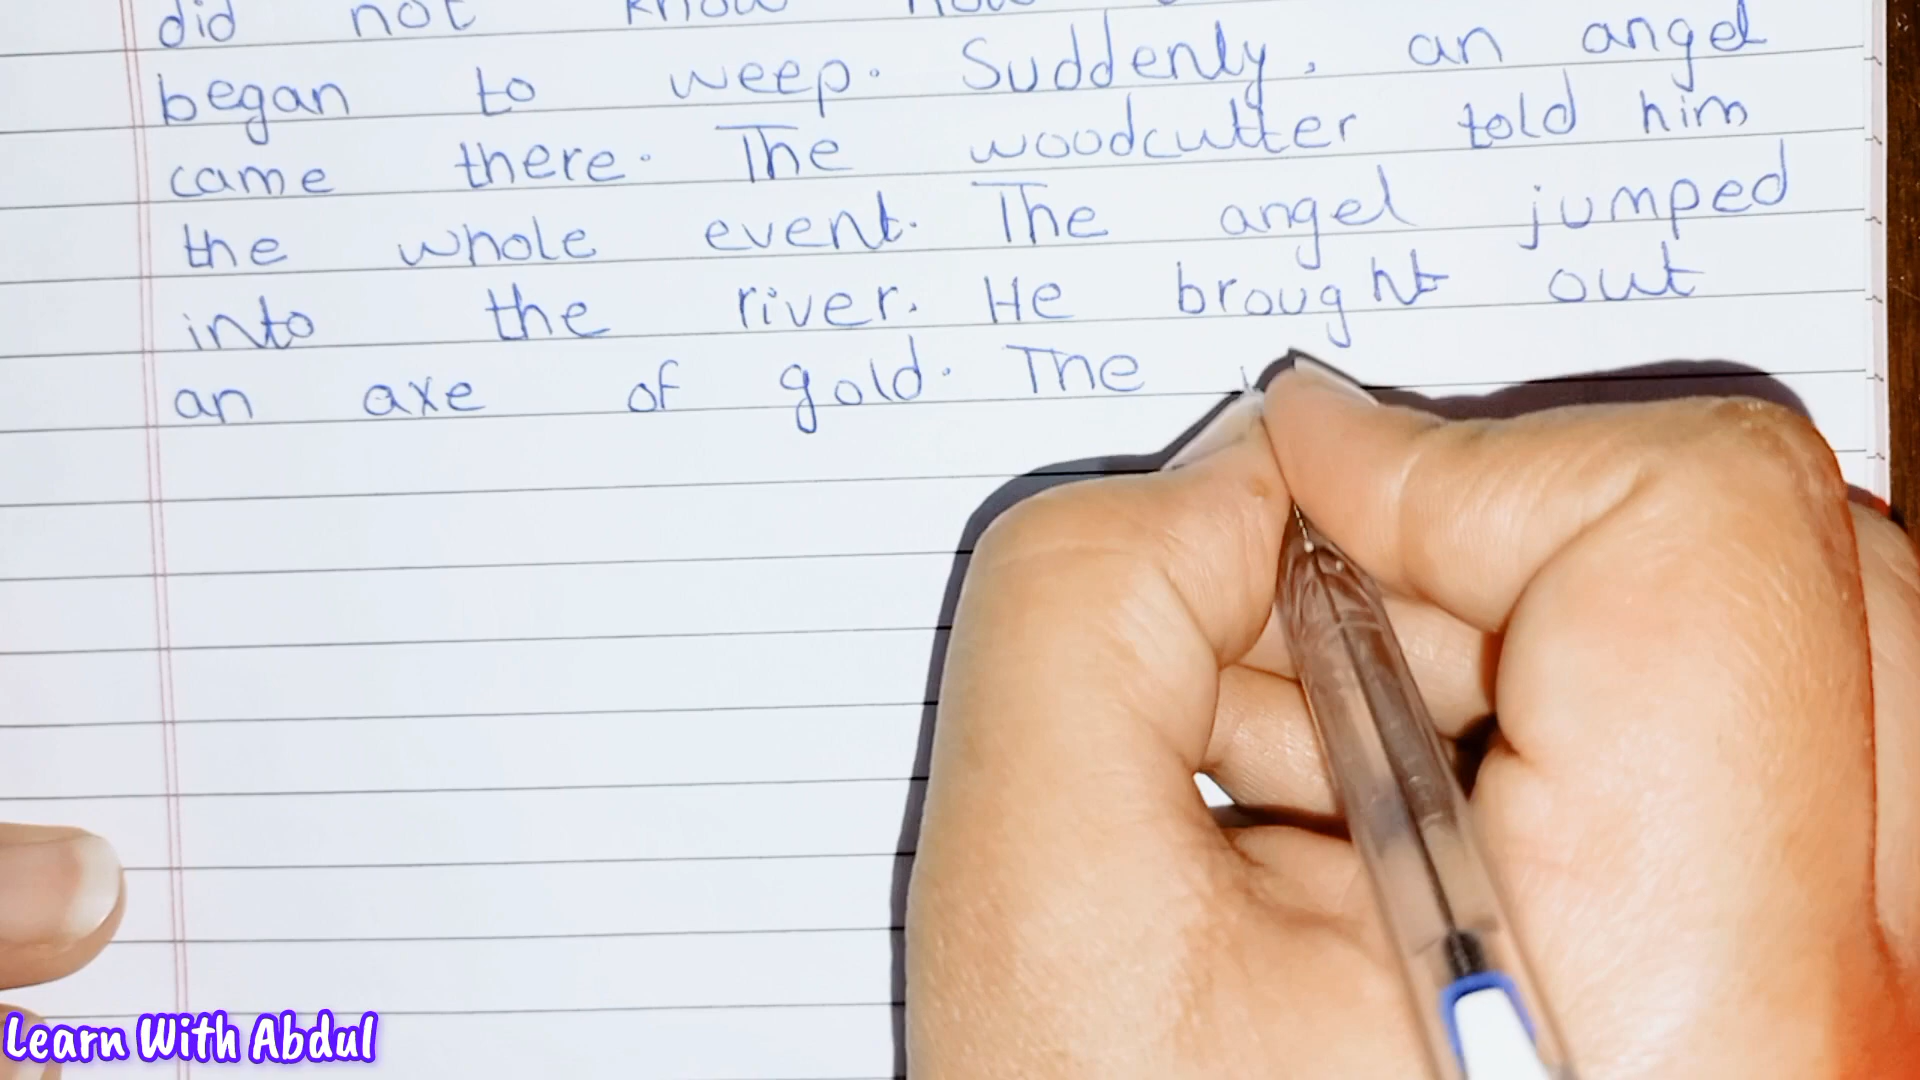 did not know
began to weep. Suddenly, an angel
came there. The woodcutter told him
the whole event. The angel jumped
into the river. He brought out
an axe of gold. The
Learn With Abdul